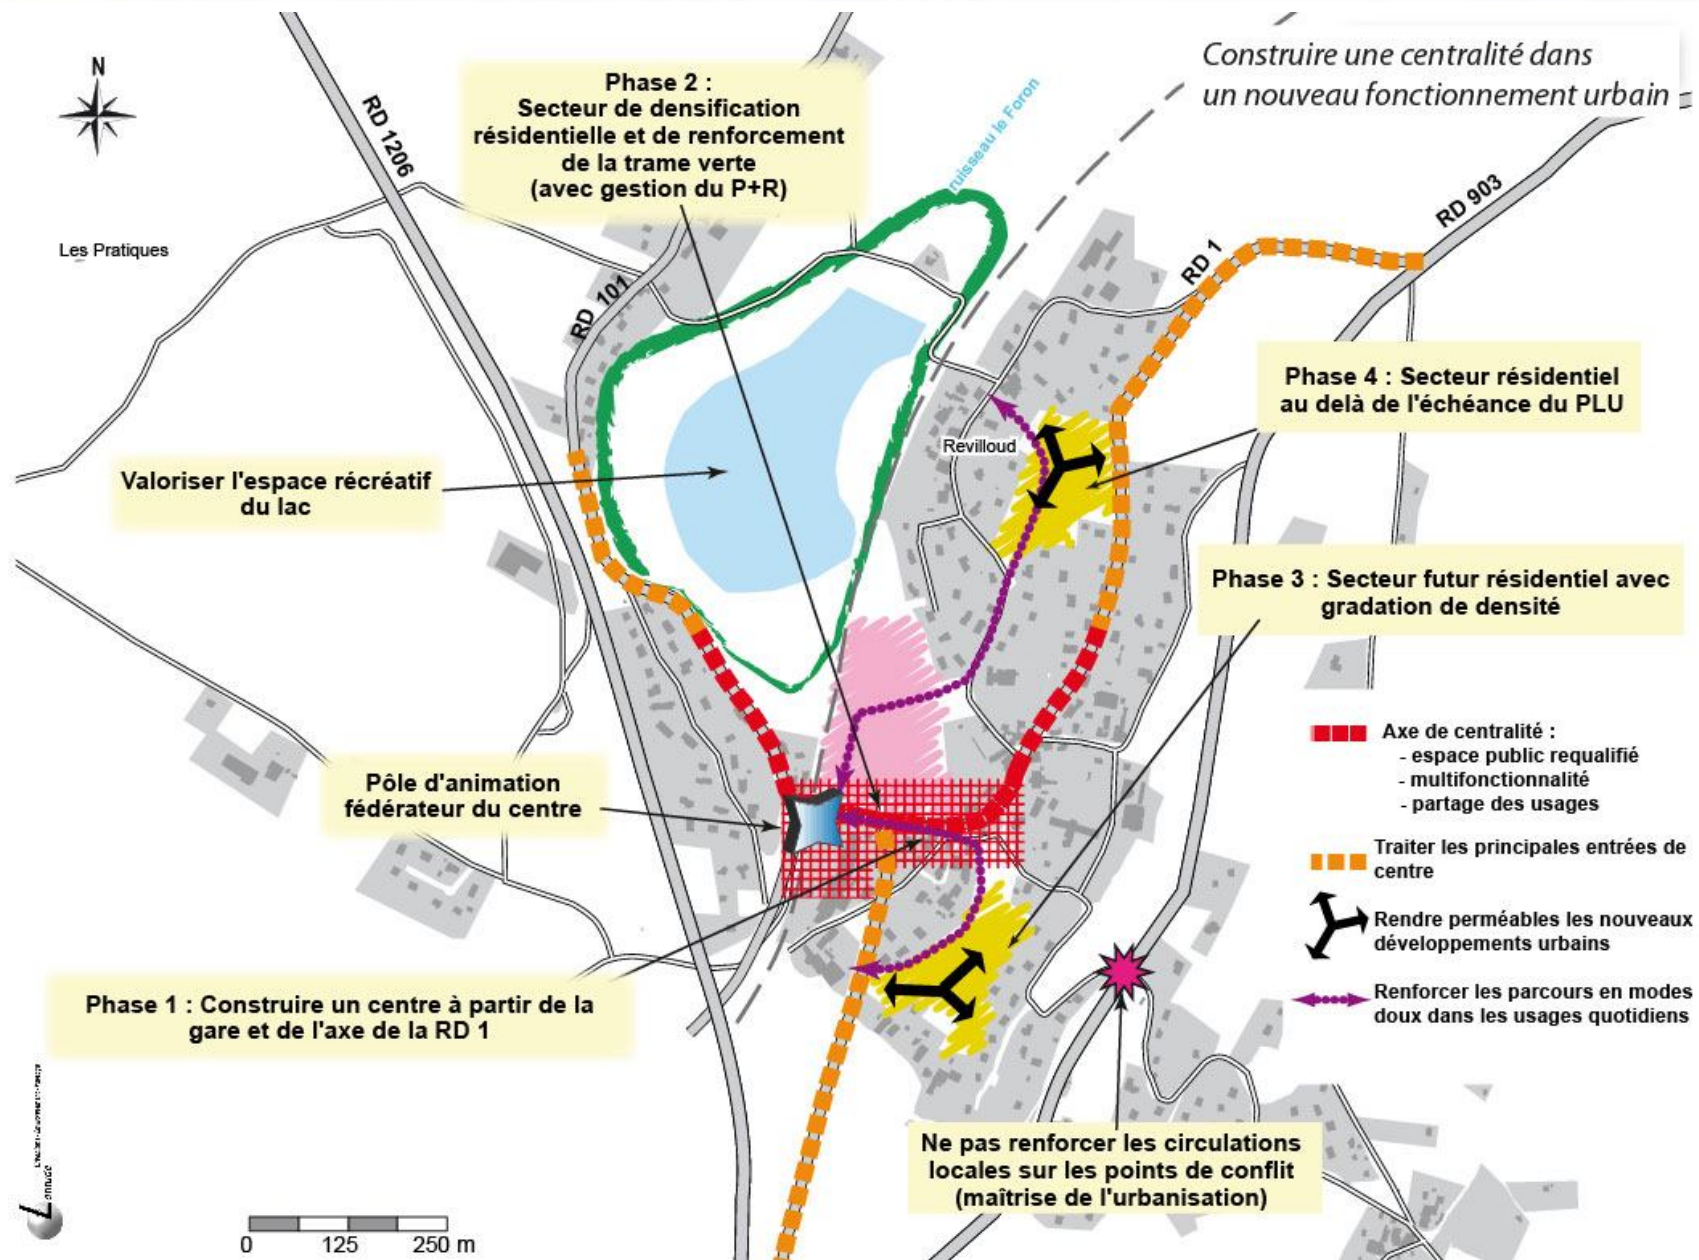 Construire une centralité dans
un nouveau fonctionnement urbain
N
Phase 2 :
Secteur de densification
résidentielle et de renforcement
de la trame verte
(avec gestion du P+R)
RD 1206
ruisseau le Foron
RD 903
Les Pratiques
RD 1
RD 101
Phase 4 : Secteur résidentiel
au delà de l'échéance du PLU
Revilloud
Valoriser l'espace récréatif
du lac
Phase 3 : Secteur futur résidentiel avec
gradation de densité
Pôle d'animation
fédérateur du centre
Axe de centralité :
- espace public requalifié
- multifonctionnalité
- partage des usages
Traiter les principales entrées de
centre
Rendre perméables les nouveaux
développements urbains
Renforcer les parcours en modes
doux dans les usages quotidiens
Phase 1 : Construire un centre à partir de la
gare et de l'axe de la RD 1
Ne pas renforcer les circulations
locales sur les points de conflit
(maîtrise de l'urbanisation)
0 125 250 m